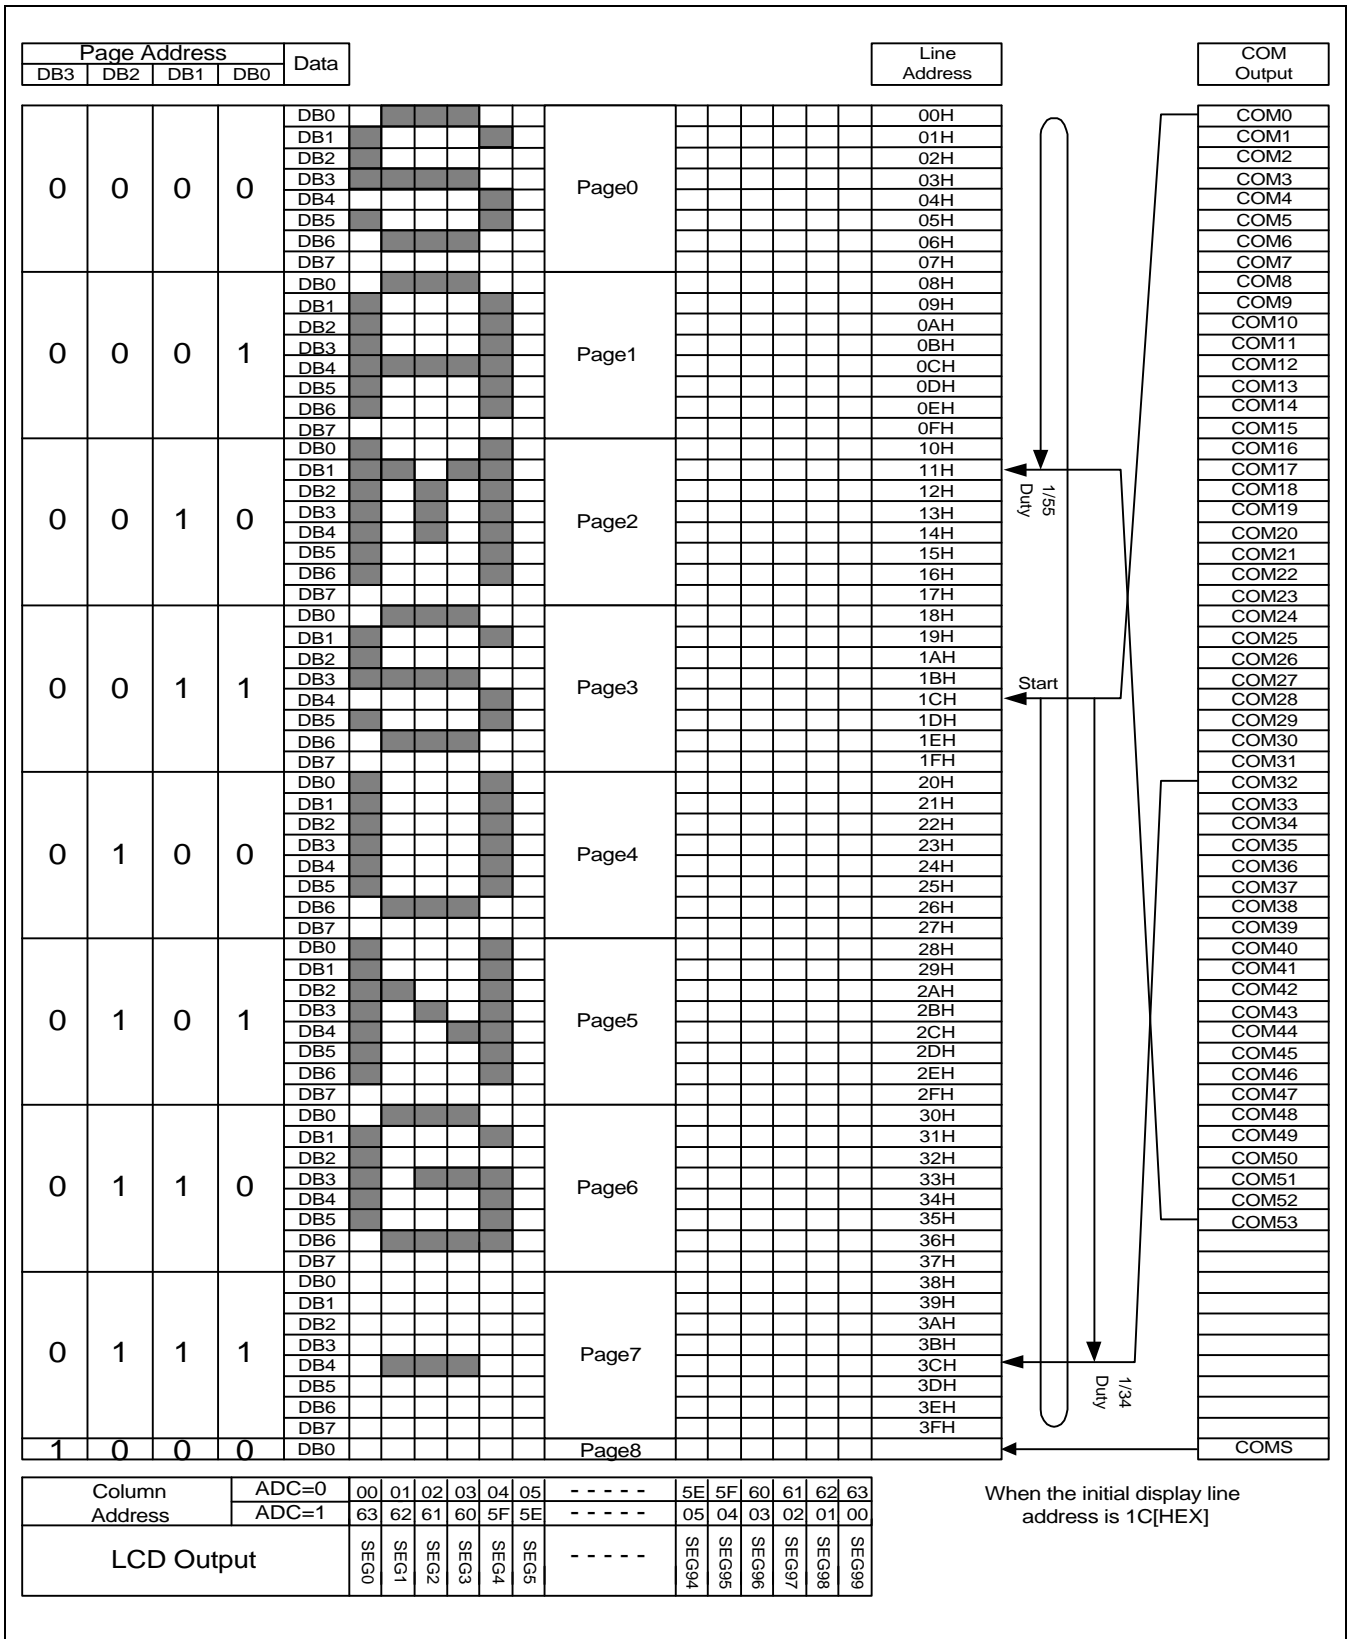 Page Address Data Line Address COM Output
DB3 DB2 DB1 DB0
DB0 00H COM0
DB1 01H COM1
DB2 02H COM2
0 0 0 0 DB3 Page0 03H COM3
DB4 04H COM4
DB5 05H COM5
DB6 06H COM6
DB7 07H COM7
DB0 08H COM8
DB1 09H COM9
DB2 0AH COM10
0 0 0 1 DB3 Page1 0BH COM11
DB4 0CH COM12
DB5 0DH COM13
DB6 0EH COM14
DB7 0FH COM15
DB0 10H COM16
DB1 11H COM17
DB2 12H 1/55 Duty COM18
0 0 1 0 DB3 Page2 13H COM19
DB4 14H COM20
DB5 15H COM21
DB6 16H COM22
DB7 17H COM23
DB0 18H COM24
DB1 19H COM25
DB2 1AH COM26
0 0 1 1 DB3 Page3 1BH Start COM27
DB4 1CH COM28
DB5 1DH COM29
DB6 1EH COM30
DB7 1FH COM31
DB0 20H COM32
DB1 21H COM33
DB2 22H COM34
0 1 0 0 DB3 Page4 23H COM35
DB4 24H COM36
DB5 25H COM37
DB6 26H COM38
DB7 27H COM39
DB0 28H COM40
DB1 29H COM41
DB2 2AH COM42
0 1 0 1 DB3 Page5 2BH COM43
DB4 2CH COM44
DB5 2DH COM45
DB6 2EH COM46
DB7 2FH COM47
DB0 30H COM48
DB1 31H COM49
DB2 32H COM50
0 1 1 0 DB3 Page6 33H COM51
DB4 34H COM52
DB5 35H COM53
DB6 36H
DB7 37H
DB0 38H
DB1 39H
DB2 3AH
0 1 1 1 DB3 Page7 3BH
DB4 3CH
DB5 3DH 1/34 Duty
DB6 3EH
DB7 3FH
1 0 0 0 DB0 Page8 COMS
Column Address ADC=0 00 01 02 03 04 05 - - - - - 5E 5F 60 61 62 63
ADC=1 63 62 61 60 5F 5E - - - - - 05 04 03 02 01 00
LCD Output SEG0 SEG1 SEG2 SEG3 SEG4 SEG5 - - - - - SEG94 SEG95 SEG96 SEG97 SEG98 SEG99
When the initial display line
address is 1C[HEX]